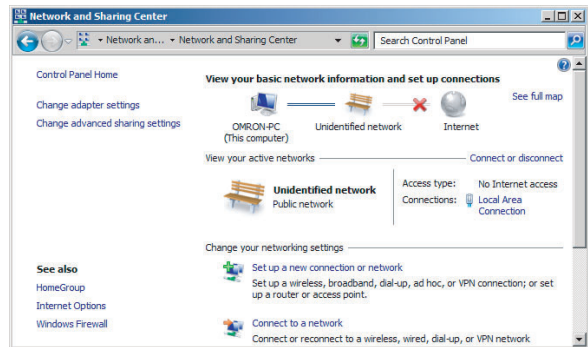 Network and Sharing Center
Network an... Network and Sharing Center Search Control Panel
Control Panel Home
Change adapter settings
Change advanced sharing settings
See also
HomeGroup
Internet Options
Windows Firewall
View your basic network information and set up connections
See full map
OMRON-PC
(This computer)
Unidentified network
Internet
View your active networks
Connect or disconnect
Unidentified network
Public network
Access type: No Internet access
Connections: Local Area
Connection
Change your networking settings
Set up a new connection or network
Set up a wireless, broadband, dial-up, ad hoc, or VPN connection; or set
up a router or access point.
Connect to a network
Connect or reconnect to a wireless, wired, dial-up, or VPN network